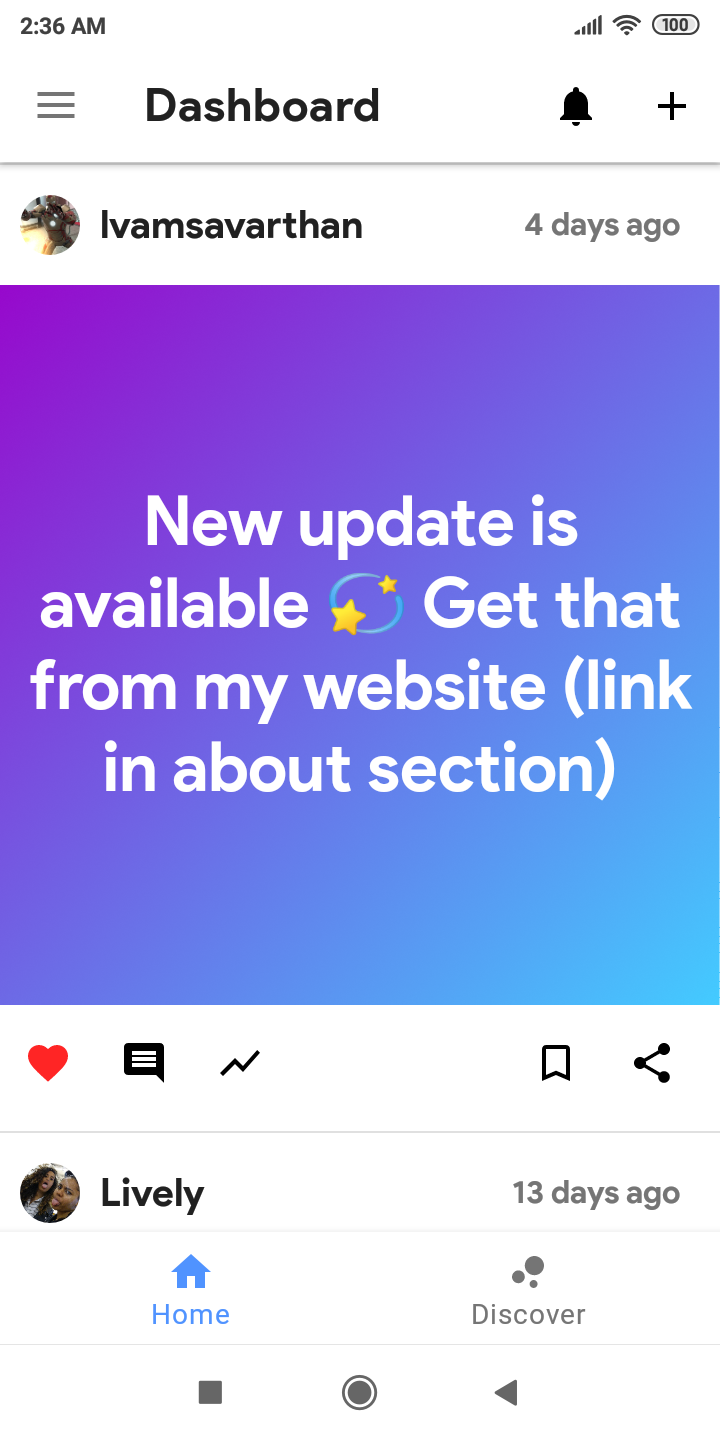 2:36 AM
100
Dashboard
lvamsavarthan
4 days ago
New update is
available 💫 Get that
from my website (link
in about section)
Lively
13 days ago
Home
Discover